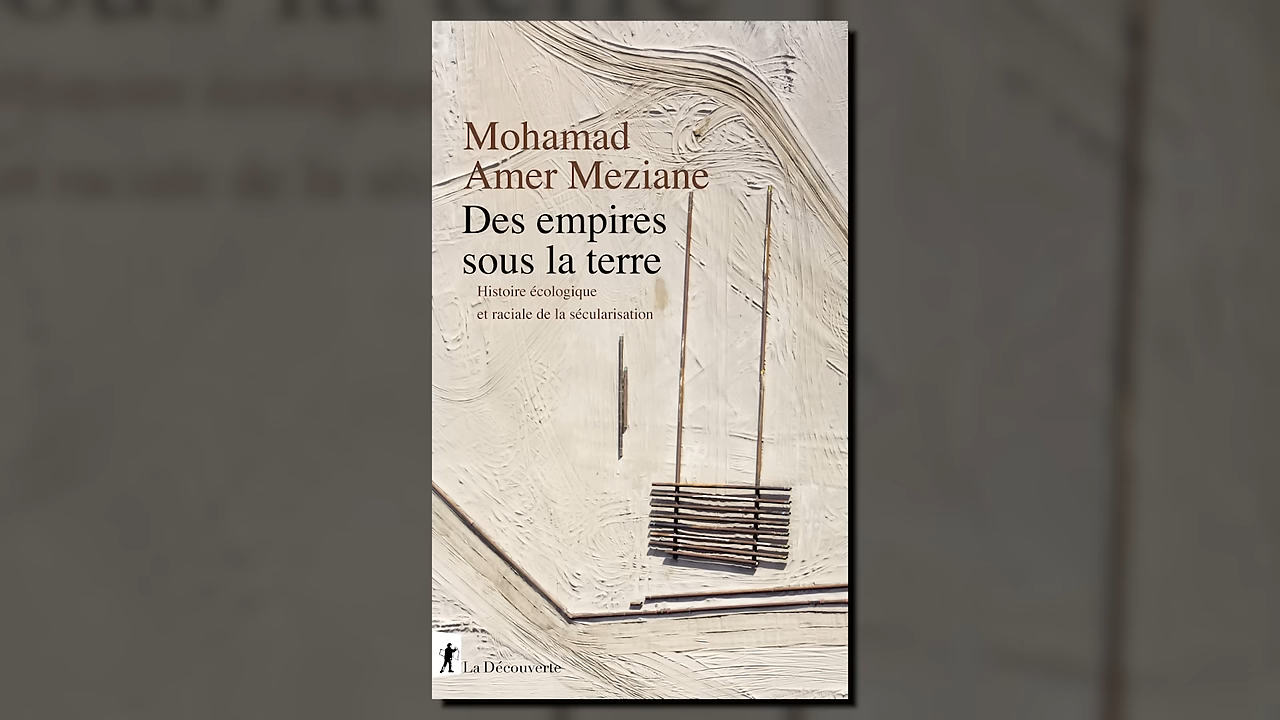 Mohamad
Amer Meziane
Des empires
sous la terre
Histoire écologique
et raciale de la sécularisation
La Découverte